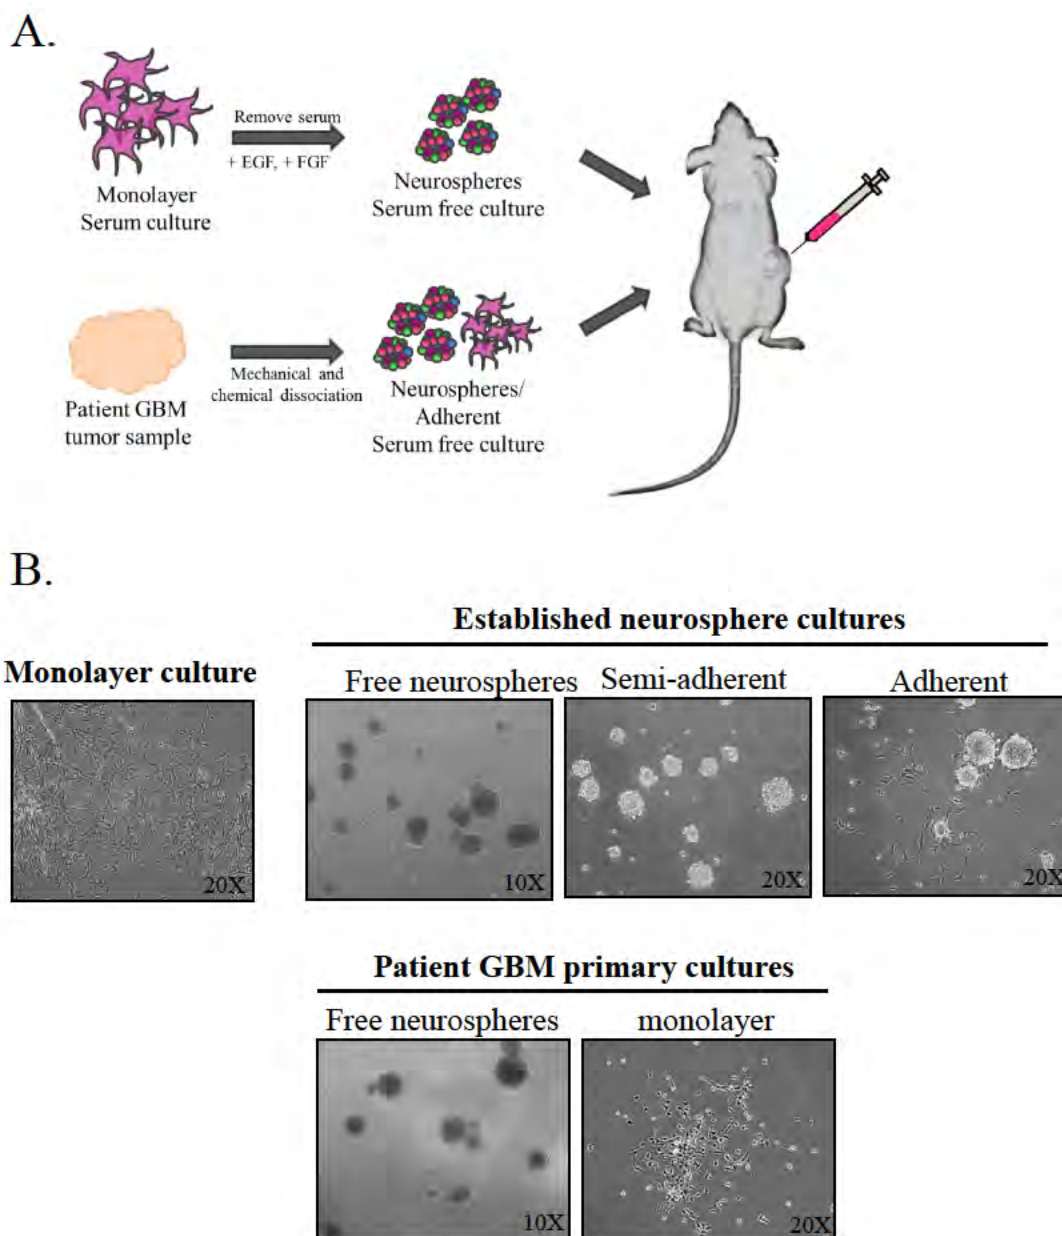 A.
Remove serum
+ EGF, + FGF
Monolayer
Serum culture
Neurospheres
Serum free culture
Mechanical and
chemical dissociation
Patient GBM
tumor sample
Neurospheres/
Adherent
Serum free culture
B.
Established neurosphere cultures
Monolayer culture
Free neurospheres
Semi-adherent
Adherent
20X
10X
20X
20X
Patient GBM primary cultures
Free neurospheres
monolayer
10X
20X